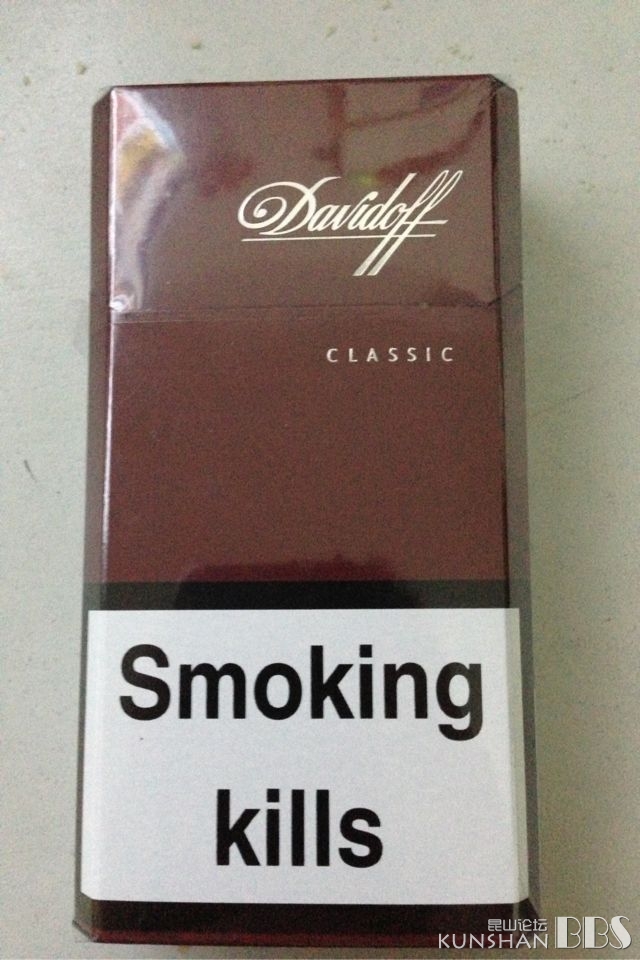 Davidoff
CLASSIC
Smoking
kills
昆山论坛
KUNSHAN BBS